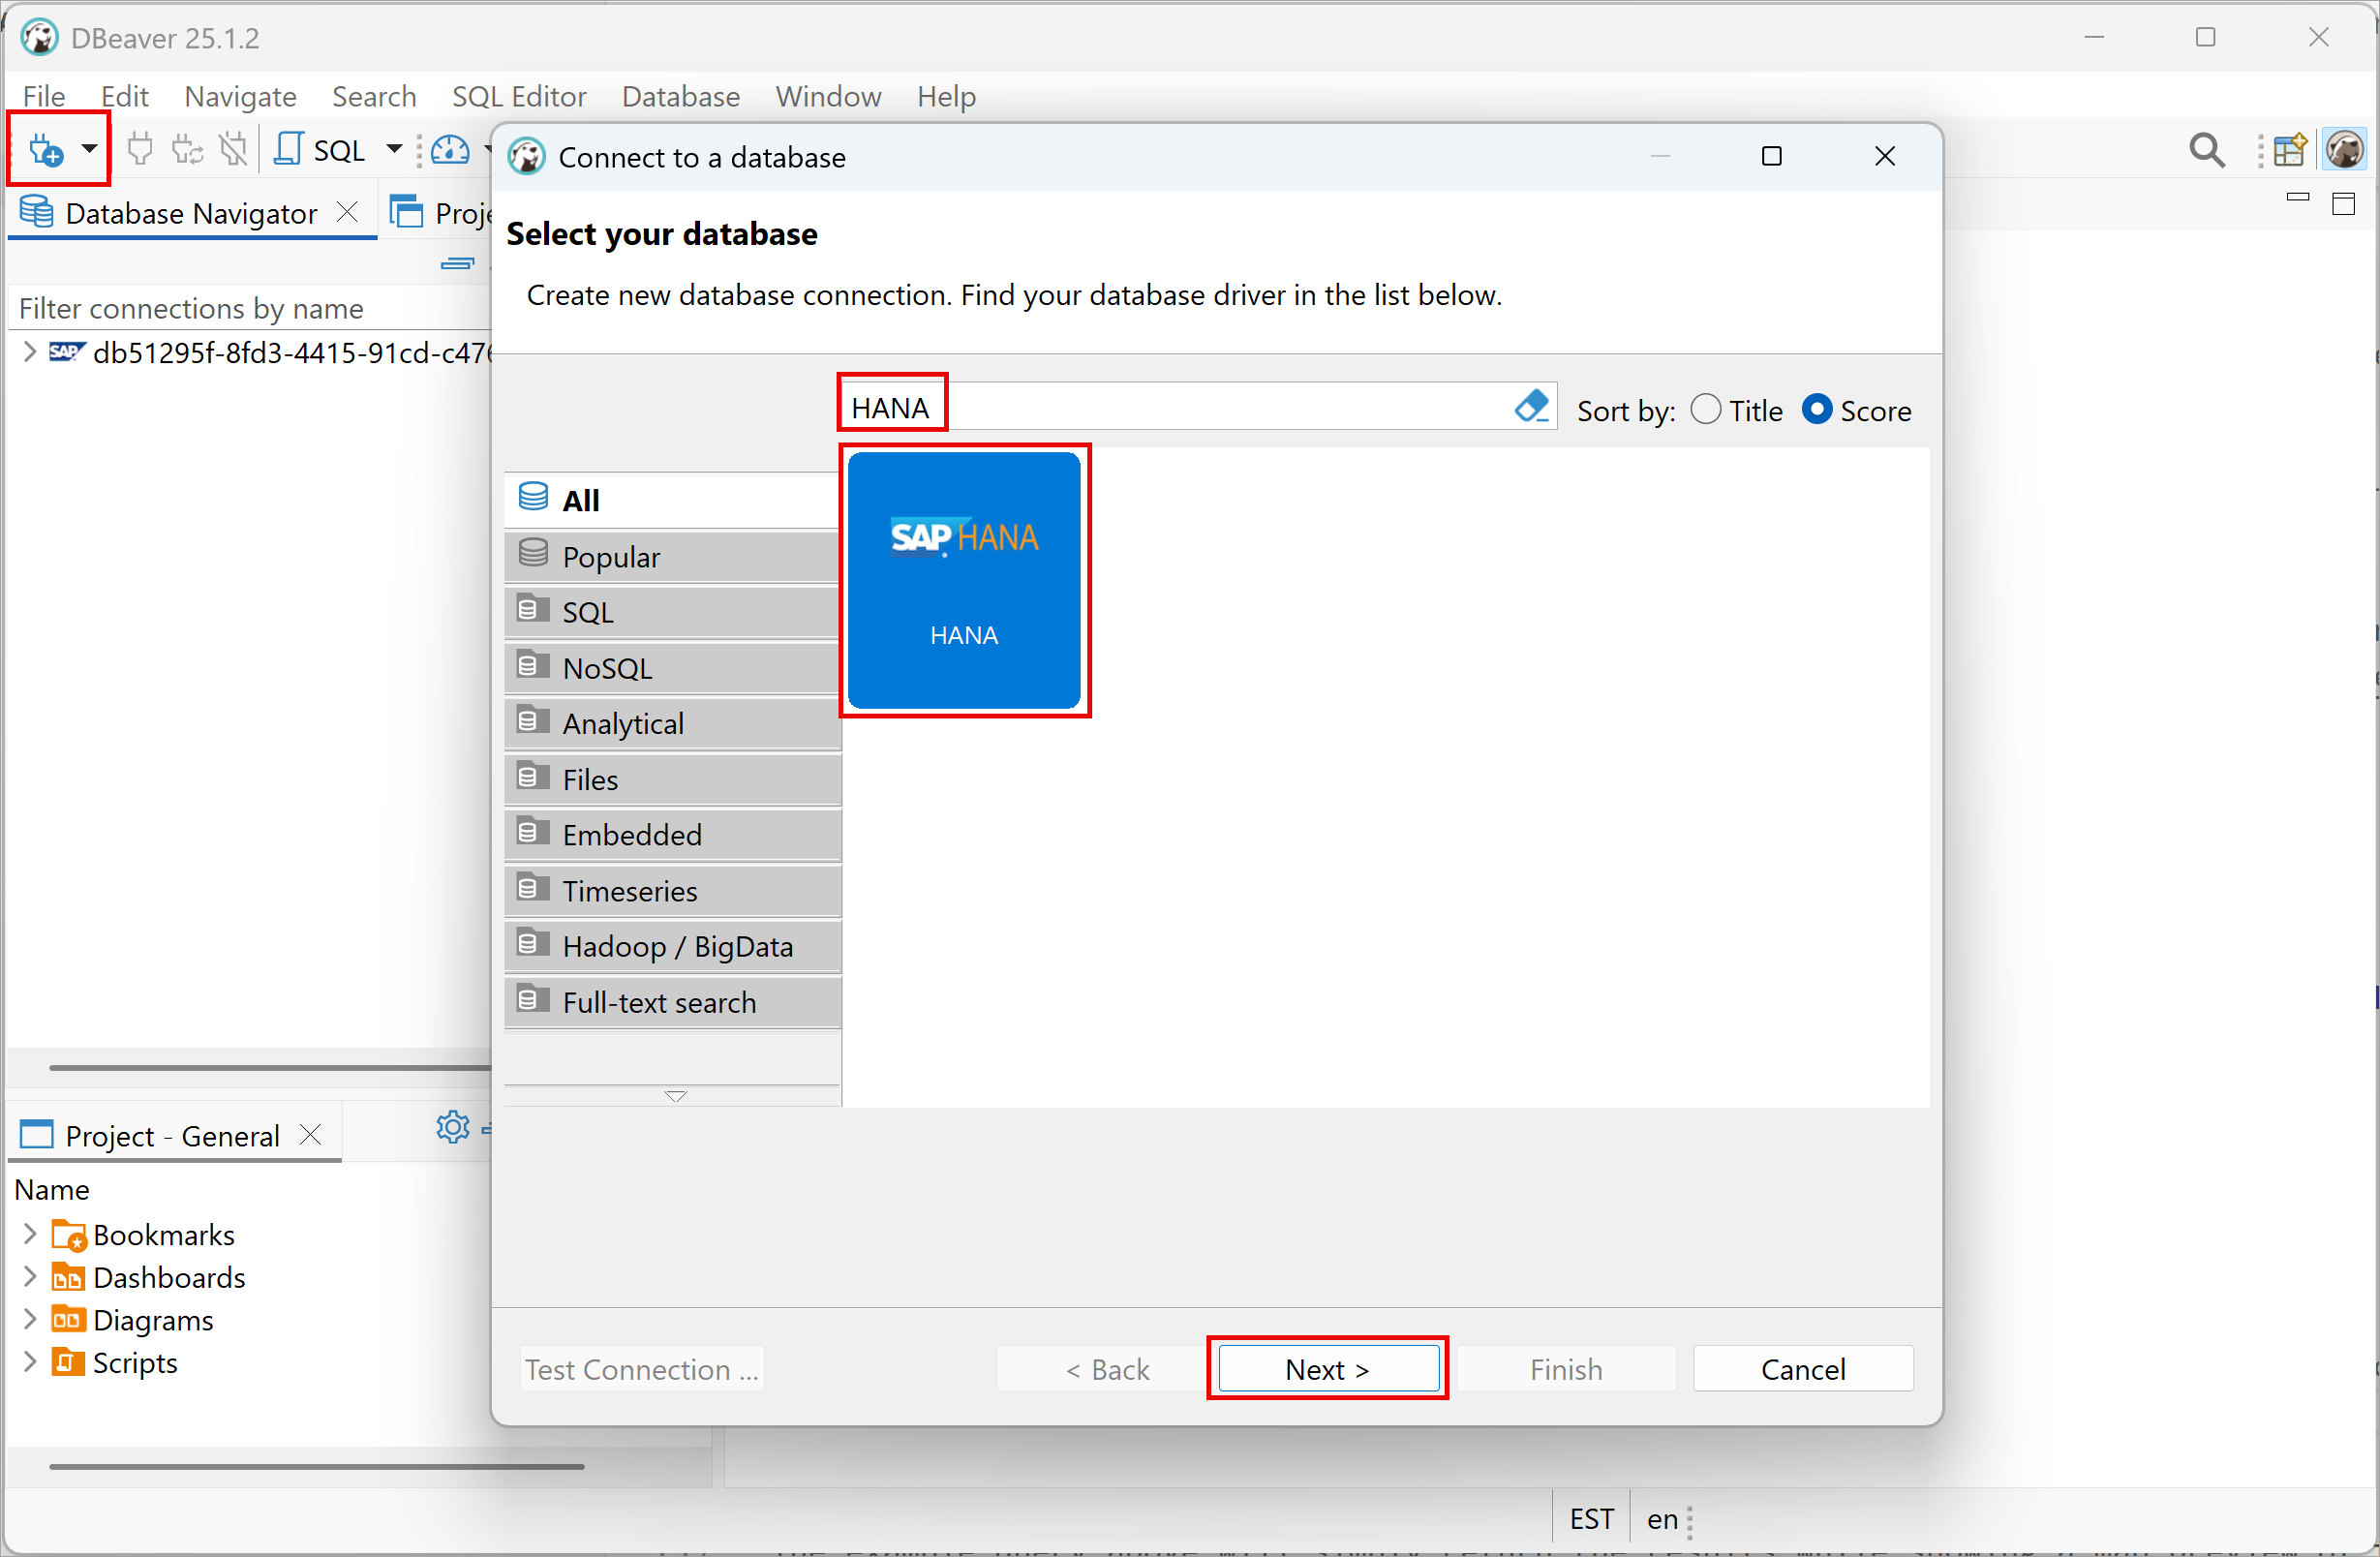 DBeaver 25.1.2
File Edit Navigate Search SQL Editor Database Window Help
SQL
Connect to a database
Database Navigator
Proje
Select your database
Create new database connection. Find your database driver in the list below.
Filter connections by name
SAP db51295f-8fd3-4415-91cd-c476
HANA
Sort by: Title Score
All
SAP HANA
HANA
Popular
SQL
NoSQL
Analytical
Files
Embedded
Timeseries
Hadoop / BigData
Full-text search
Project - General
Name
Bookmarks
Dashboards
Diagrams
Scripts
Test Connection ...
< Back
Next >
Finish
Cancel
EST
en